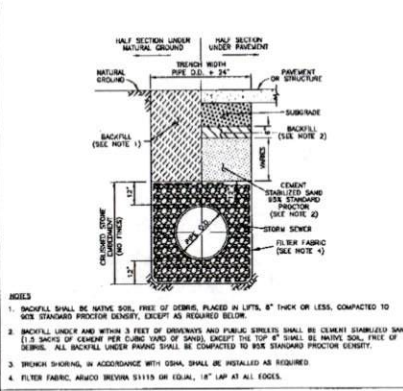 HALF SECTION UNDER
NATURAL GROUND
HALF SECTION
UNDER PAVEMENT
TRENCH WIDTH
PIPE O.D. + 24"
NATURAL
GROUND
PAVEMENT
OR STRUCTURE
SUBGRADE
6"
BACKFILL
(SEE NOTE 1)
BACKFILL
(SEE NOTE 2)
VARIES
CEMENT
STABILIZED SAND
95% STANDARD
PROCTOR
(SEE NOTE 2)
12"
CRUSHED STONE
EMBEDMENT
(NO FINES)
PIPE O.D.
STORM SEWER
FILTER FABRIC
(SEE NOTE 4)
12"
NOTES
1. BACKFILL SHALL BE NATIVE SOIL, FREE OF DEBRIS, PLACED IN LIFTS, 8" THICK OR LESS, COMPACTED TO
90% STANDARD PROCTOR DENSITY, EXCEPT AS REQUIRED BELOW.
2. BACKFILL UNDER AND WITHIN 3 FEET OF DRIVEWAYS AND PUBLIC STREETS SHALL BE CEMENT STABILIZED SAN
(1.5 SACKS OF CEMENT PER CUBIC YARD OF SAND), EXCEPT THE TOP 6" SHALL BE NATIVE SOIL, FREE OF
DEBRIS. ALL BACKFILL UNDER PAVING SHALL BE COMPACTED TO 95% STANDARD PROCTOR DENSITY.
3. TRENCH SHORING, IN ACCORDANCE WITH OSHA, SHALL BE INSTALLED AS REQUIRED.
4. FILTER FABRIC, ARMCO TREVIRA S1115 OR EQUAL, 18" LAP AT ALL EDGES.